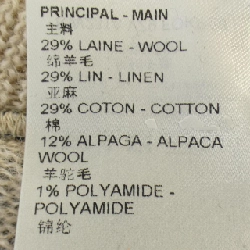 PRINCIPAL - MAIN
主料
29% LAINE - WOOL
绵羊毛
29% LIN - LINEN
亚麻
29% COTON - COTTON
棉
12% ALPAGA - ALPACA
WOOL
羊驼毛
1% POLYAMIDE -
POLYAMIDE
锦纶